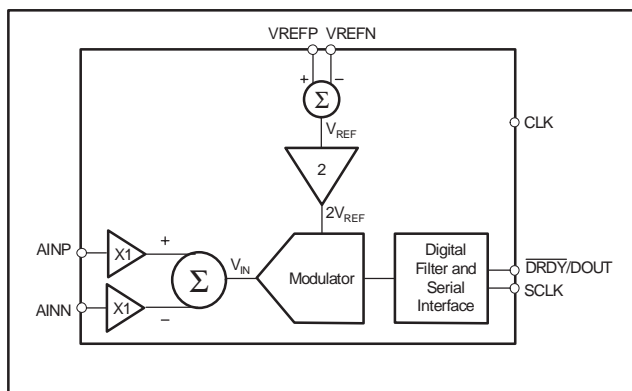 VREFP VREFN
+ −
Σ
VREF
2
2VREF
CLK
AINP
X1
+
Σ
VIN
Modulator
Digital
Filter and
Serial
Interface
DRDY/DOUT
SCLK
AINN
X1
−